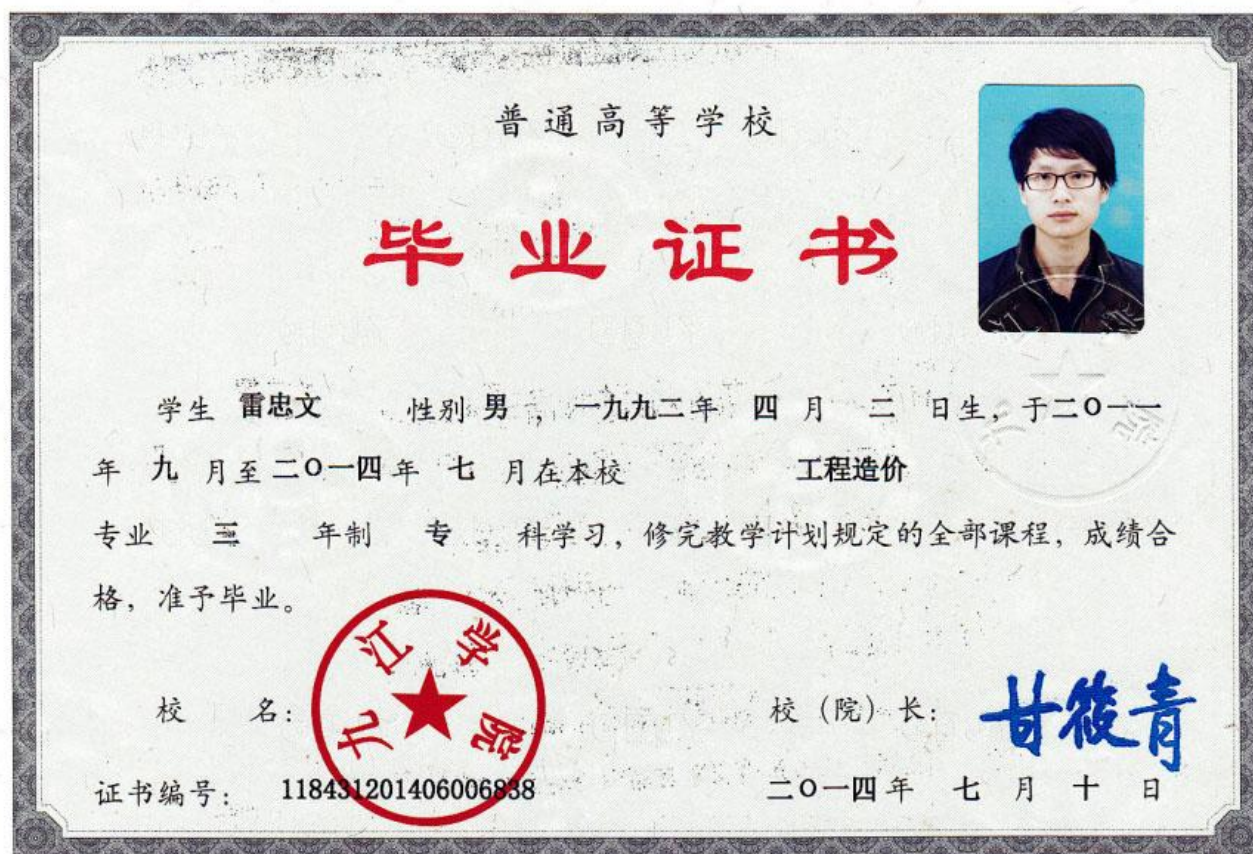 普通高等学校
毕业证书
学生 雷忠文 性别 男 , 一九九二 年 四 月 二 日生, 于二〇一一
年 九 月至 二〇一四 年 七 月在本校 工程造价
专业 三 年制 专 科学习, 修完教学计划规定的全部课程, 成绩合
格, 准予毕业。
九江学院
校 名: 校(院)长: 甘筱青
证书编号: 118431201406006838 二〇一四 年 七 月 十 日